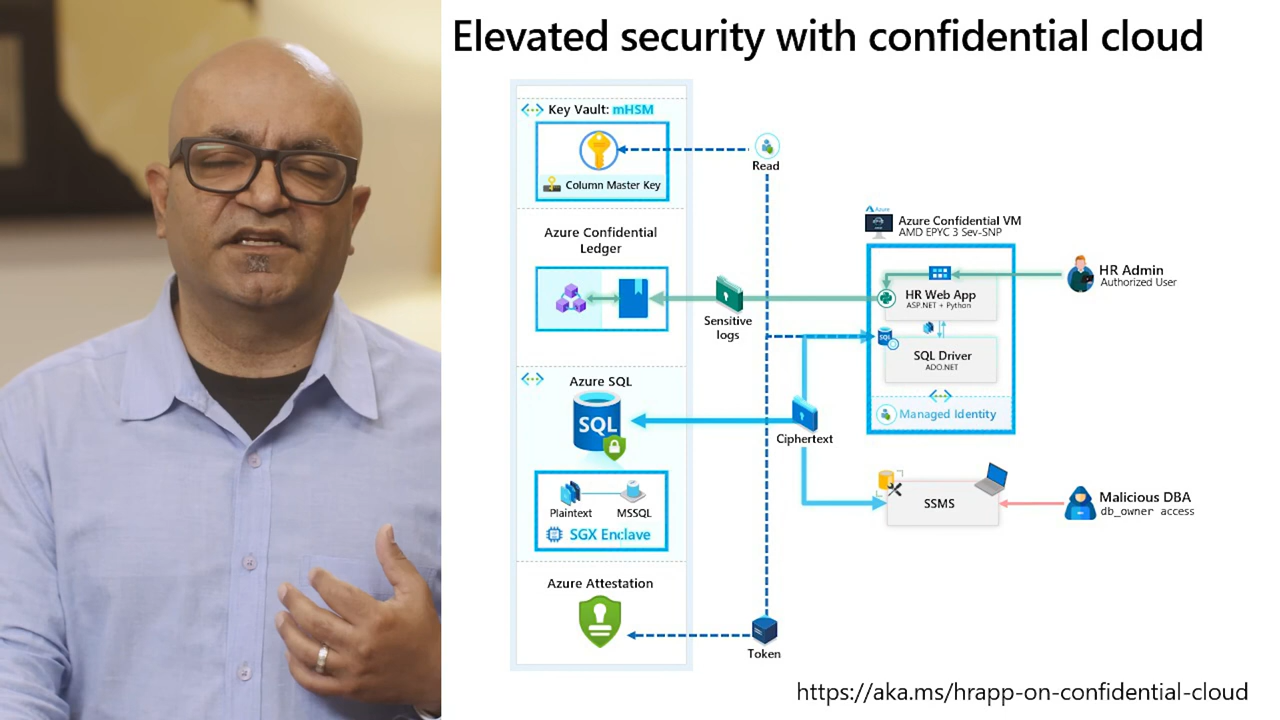 Elevated security with confidential cloud
Key Vault: mHSM
Column Master Key
Read
Azure Confidential
Ledger
Sensitive
logs
Azure
Azure Confidential VM
AMD EPYC 3 Sev-SNP
HR Web App
ASP.NET + Python
HR Admin
Authorized User
SQL
SQL Driver
ADO.NET
Managed Identity
Azure SQL
SQL
Ciphertext
Plaintext
MSSQL
SGX Enclave
SSMS
Malicious DBA
db_owner access
Azure Attestation
Token
https://aka.ms/hrapp-on-confidential-cloud